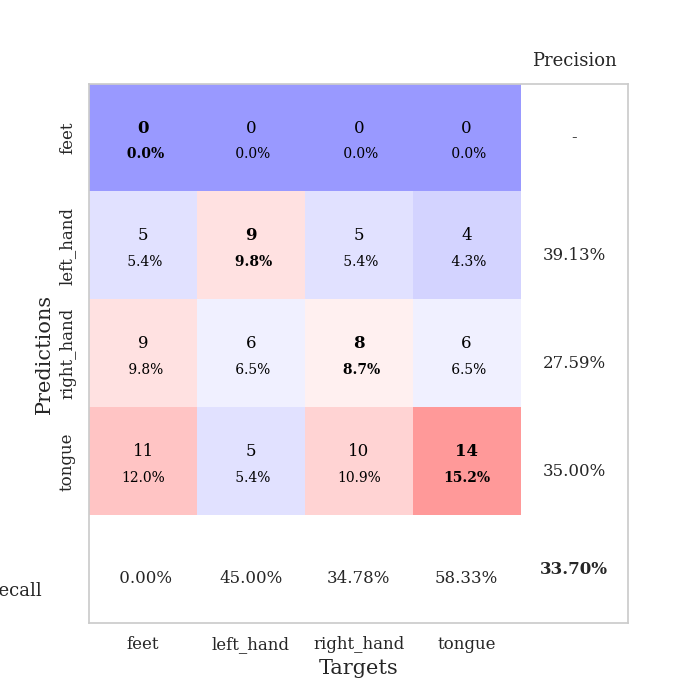 Precision
feet
0 0 0 0
0.0% 0.0% 0.0% 0.0%
-
left_hand
5 9 5 4
5.4% 9.8% 5.4% 4.3%
39.13%
right_hand
9 6 8 6
9.8% 6.5% 8.7% 6.5%
27.59%
tongue
11 5 10 14
12.0% 5.4% 10.9% 15.2%
35.00%
Predictions
ecall
0.00% 45.00% 34.78% 58.33% 33.70%
feet left_hand right_hand tongue
Targets